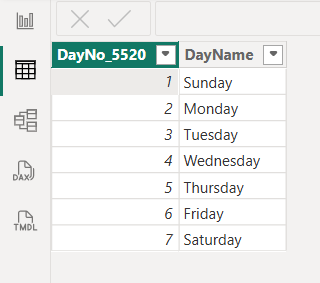 DayNo_5520 DayName
1 Sunday
2 Monday
3 Tuesday
4 Wednesday
5 Thursday
6 Friday
7 Saturday
DAX
TMDL